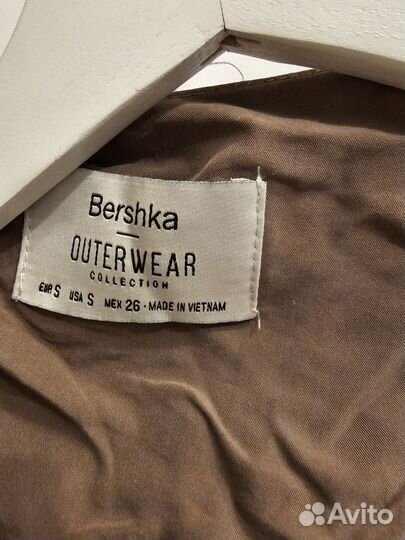 Bershka
OUTERWEAR
COLLECTION
EUR S USA S MEX 26 · MADE IN VIETNAM
Avito